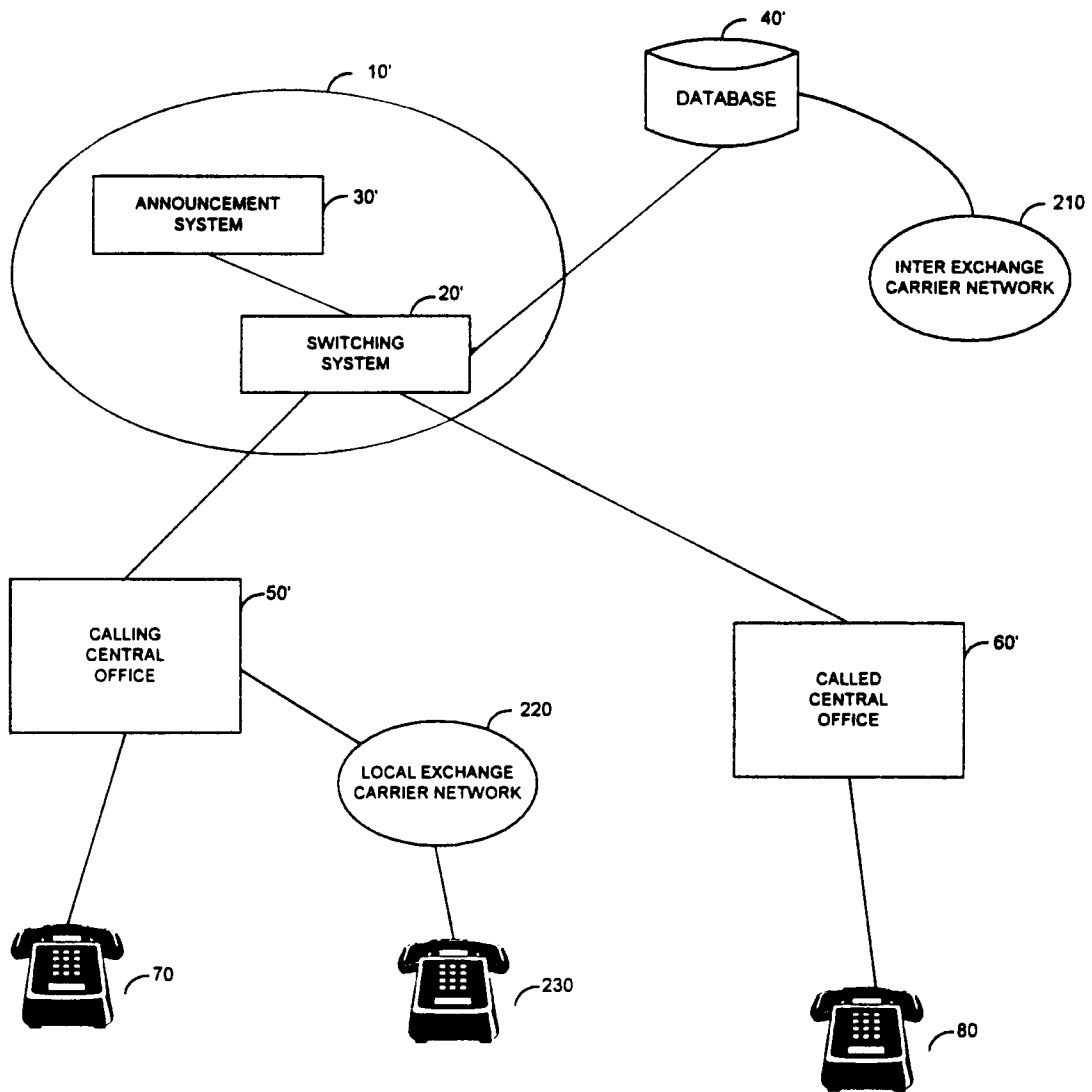 40'
10'
DATABASE
ANNOUNCEMENT
SYSTEM
30'
210
INTER EXCHANGE
CARRIER NETWORK
20'
SWITCHING
SYSTEM
50'
CALLING
CENTRAL
OFFICE
60'
CALLED
CENTRAL
OFFICE
220
LOCAL EXCHANGE
CARRIER NETWORK
70
230
80